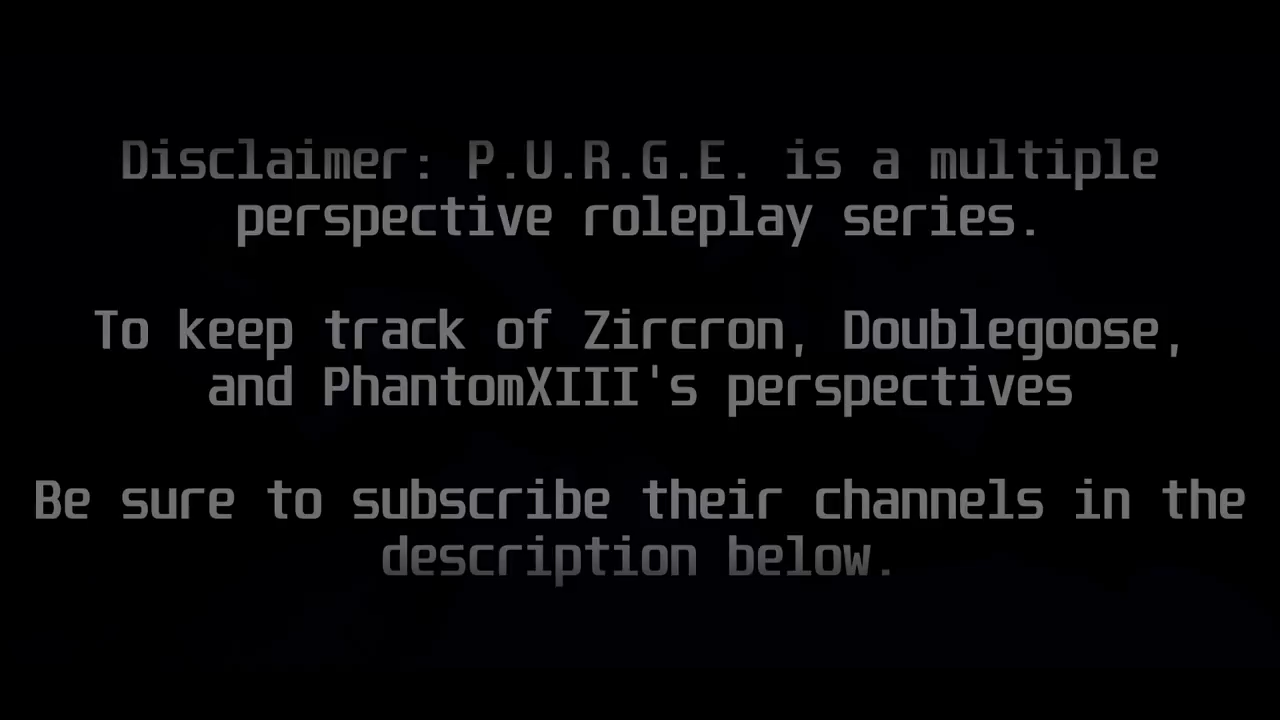 Disclaimer: P.U.R.G.E. is a multiple
perspective roleplay series.
To keep track of Zircron, Doublegoose,
and PhantomXIII's perspectives
Be sure to subscribe their channels in the
description below.